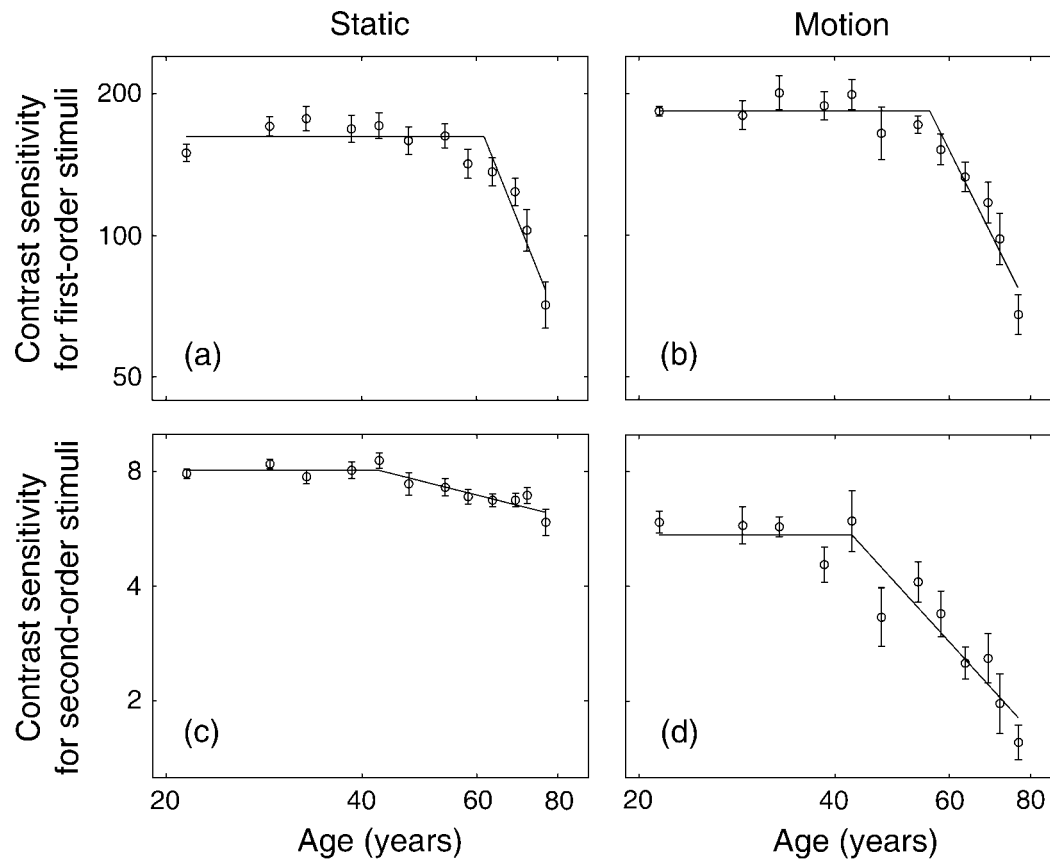 Static
Motion
Contrast sensitivity
for first-order stimuli
200
100
50
(a)
(b)
Contrast sensitivity
for second-order stimuli
8
4
2
(c)
(d)
20
40
60
80
20
40
60
80
Age (years)
Age (years)